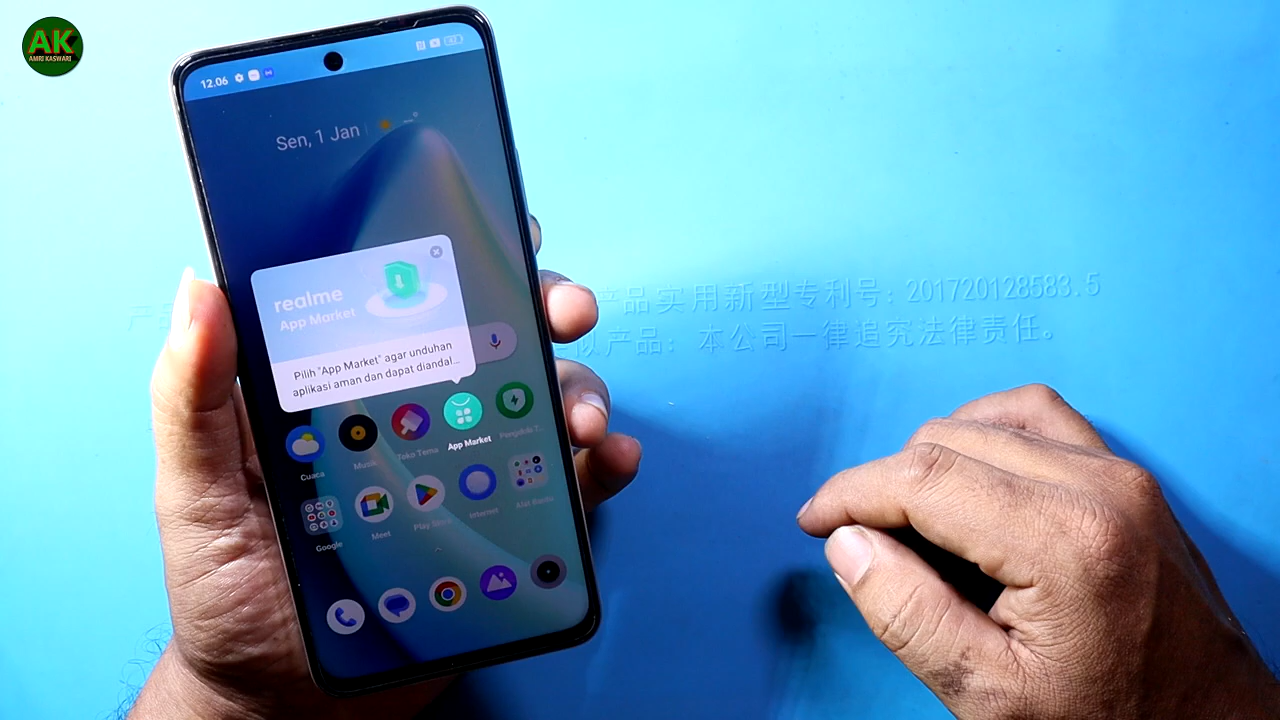 AK
AMRI KASWARI
12.06
Sen, 1 Jan
realme
App Market
Pilih "App Market" agar unduhan
aplikasi aman dan dapat diandal...
Cuaca
Musik
Toko Tema
App Market
Pengelola T...
Google
Meet
Play Store
Internet
Alat Bantu
产品实用新型专利号：201720128583.5
似产品：本公司一律追究法律责任。